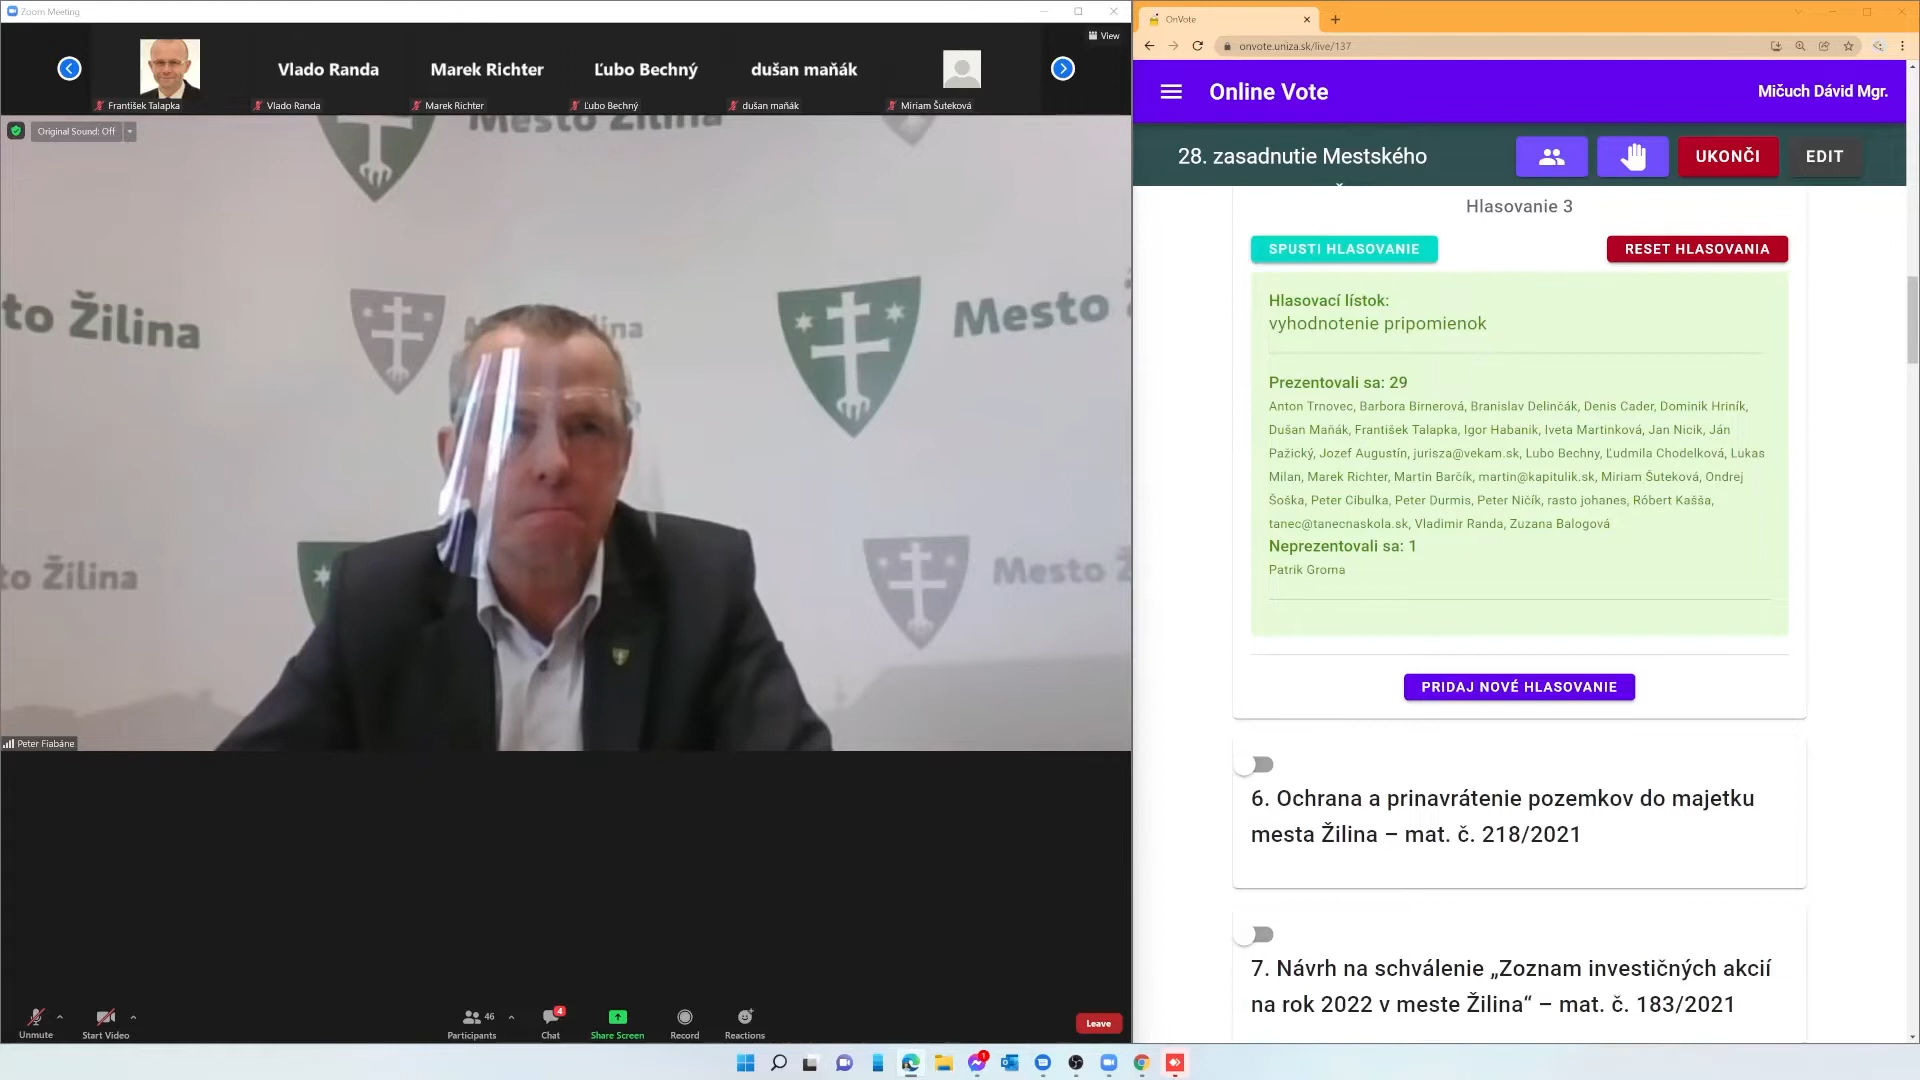 Zoom Meeting
View
Vlado Randa
Marek Richter
Ľubo Bechný
dušan maňák
František Talapka
Vlado Randa
Marek Richter
Ľubo Bechný
dušan maňák
Miriam Šuteková
Original Sound: Off
Mesto Žilina
to Žilina
ina
Mesto
to Žilina
Mesto Ž
Peter Fiabáne
Unmute
Start Video
46
Participants
4
Chat
Share Screen
Record
Reactions
Leave
OnVote
onvote.uniza.sk/live/137
Online Vote
Mičuch Dávid Mgr.
28. zasadnutie Mestského
UKONČI
EDIT
Hlasovanie 3
SPUSTI HLASOVANIE
RESET HLASOVANIA
Hlasovací lístok:
vyhodnotenie pripomienok
Prezentovali sa: 29
Anton Trnovec, Barbora Birnerová, Branislav Delinčák, Denis Cader, Dominik Hriník,
Dušan Maňák, František Talapka, Igor Habanik, Iveta Martinková, Jan Nicik, Ján
Pažický, Jozef Augustín, jurisza@vekam.sk, Lubo Bechny, Ľudmila Chodelková, Lukas
Milan, Marek Richter, Martin Barčík, martin@kapitulik.sk, Miriam Šuteková, Ondrej
Šoška, Peter Cibulka, Peter Durmis, Peter Ničík, rasto johanes, Róbert Kašša,
tanec@tanecnaskola.sk, Vladimir Randa, Zuzana Balogová
Neprezentovali sa: 1
Patrik Groma
PRIDAJ NOVÉ HLASOVANIE
6. Ochrana a prinavrátenie pozemkov do majetku
mesta Žilina – mat. č. 218/2021
7. Návrh na schválenie „Zoznam investičných akcií
na rok 2022 v meste Žilina“ – mat. č. 183/2021
1